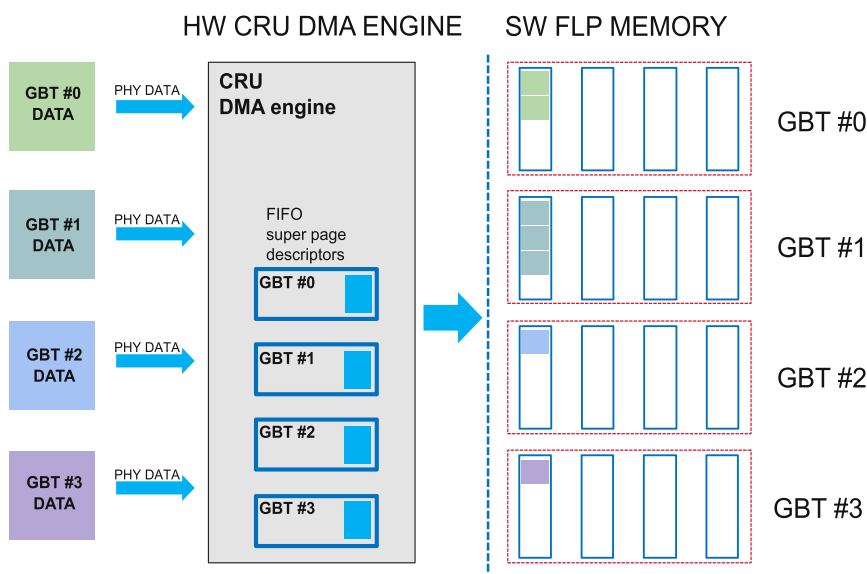 HW CRU DMA ENGINE
SW FLP MEMORY
GBT #0
DATA
PHY DATA
CRU
DMA engine
GBT #0
GBT #1
DATA
PHY DATA
FIFO
super page
descriptors
GBT #0
GBT #1
GBT #2
DATA
PHY DATA
GBT #1
GBT #2
GBT #2
GBT #3
DATA
PHY DATA
GBT #3
GBT #3